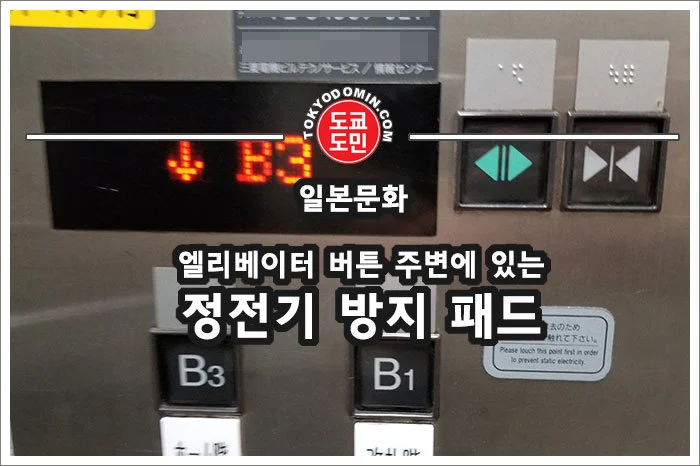 三菱電機ビルテクノサービス / 情報センター
TOKYODOMIN.COM
도쿄
도민
B3
일본문화
엘리베이터 버튼 주변에 있는
정전기 방지 패드
Please touch this point first in order
to prevent static electricity.
B3
B1